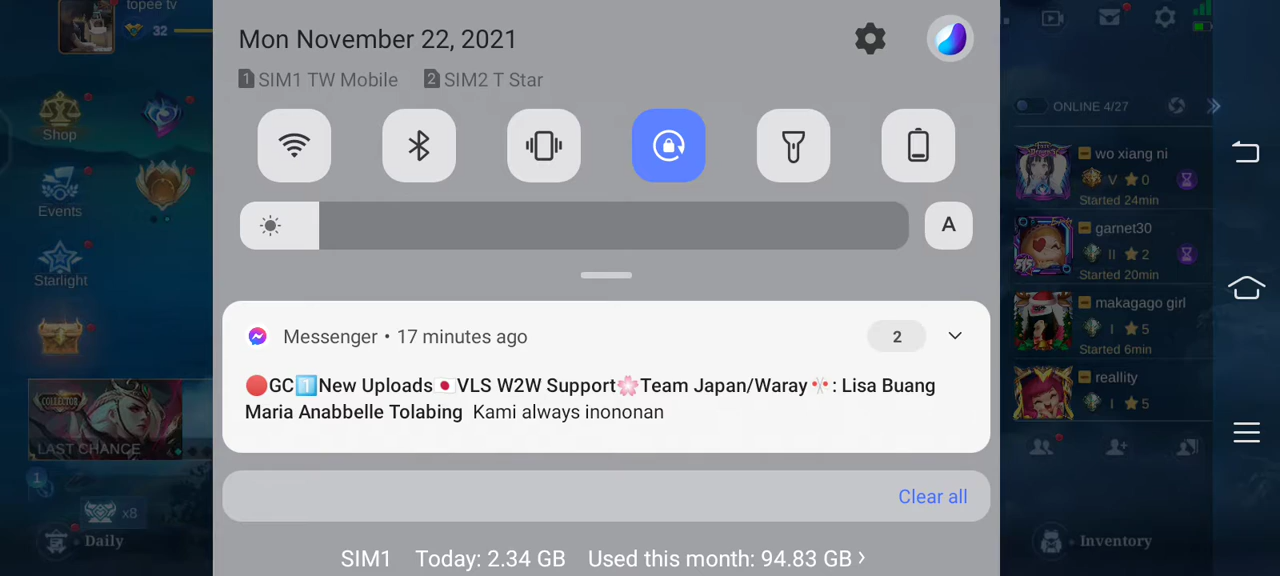 topee tv
32
Shop
Events
Starlight
COLLECTOR
LAST CHANCE
1
x8
Daily
Mon November 22, 2021
1 SIM1 TW Mobile 2 SIM2 T Star
A
Messenger • 17 minutes ago
2
🔴GC1️⃣New Uploads🇯🇵VLS W2W Support🌸Team Japan/Waray🎌: Lisa Buang
Maria Anabbelle Tolabing Kami always inononan
Clear all
SIM1 Today: 2.34 GB Used this month: 94.83 GB ›
ONLINE 4/27
wo xiang ni
V ★ 0
Started 24min
garnet30
II ★ 2
515
Started 20min
makagago girl
I ★ 5
Started 6min
reallity
I ★ 5
Inventory